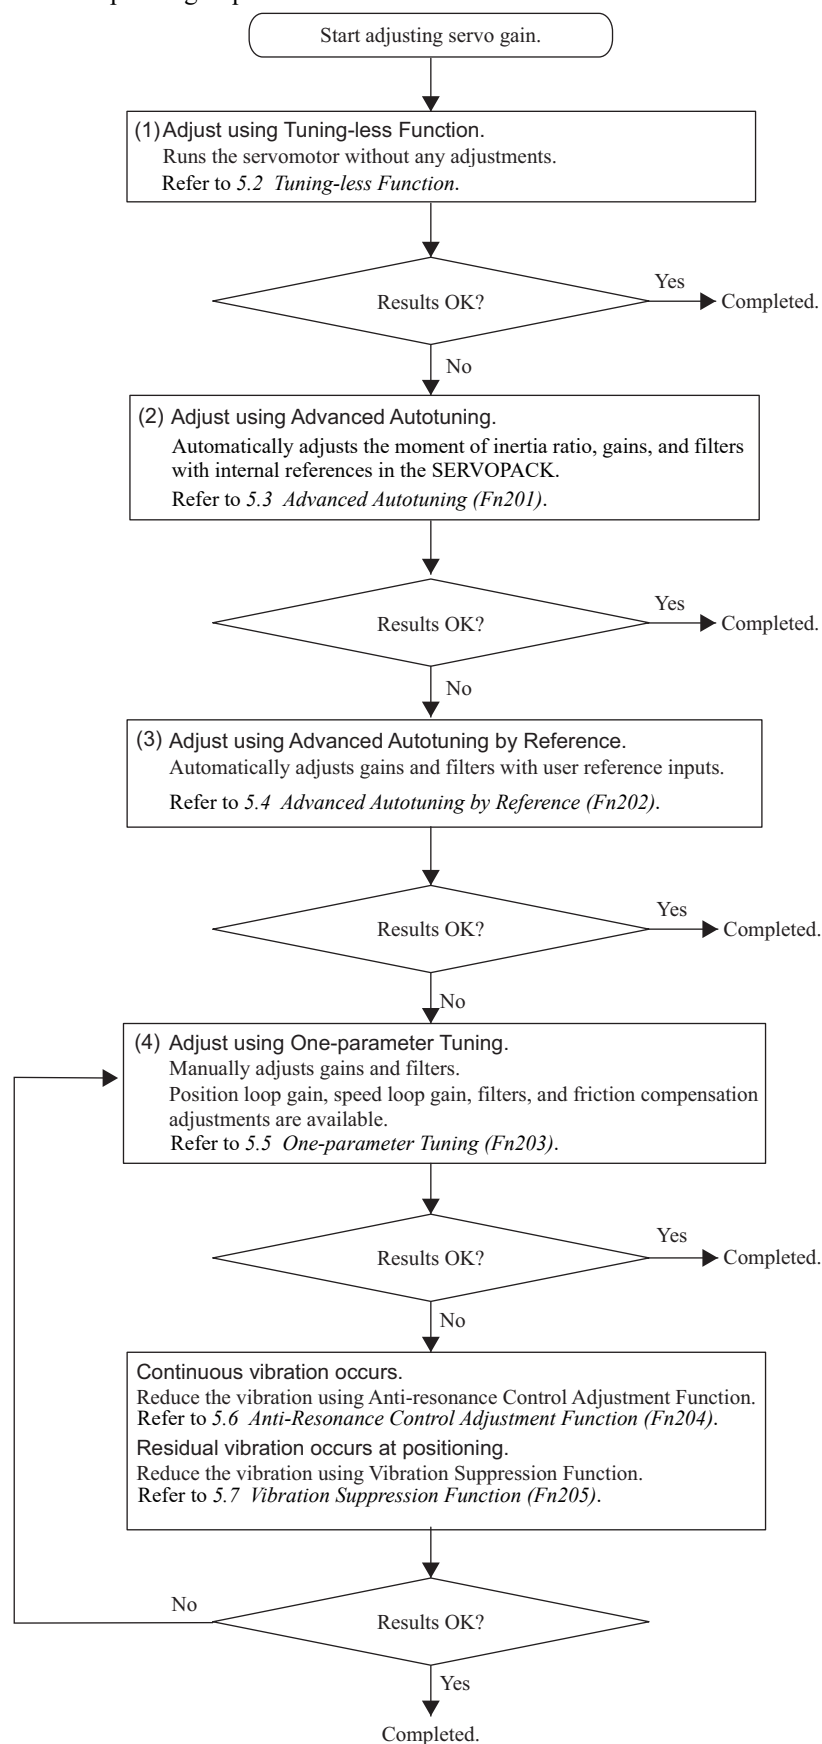 Start adjusting servo gain.
(1) Adjust using Tuning-less Function.
Runs the servomotor without any adjustments.
Refer to 5.2 Tuning-less Function.
Results OK?
Yes
Completed.
No
(2) Adjust using Advanced Autotuning.
Automatically adjusts the moment of inertia ratio, gains, and filters
with internal references in the SERVOPACK.
Refer to 5.3 Advanced Autotuning (Fn201).
Results OK?
Yes
Completed.
No
(3) Adjust using Advanced Autotuning by Reference.
Automatically adjusts gains and filters with user reference inputs.
Refer to 5.4 Advanced Autotuning by Reference (Fn202).
Results OK?
Yes
Completed.
No
(4) Adjust using One-parameter Tuning.
Manually adjusts gains and filters.
Position loop gain, speed loop gain, filters, and friction compensation
adjustments are available.
Refer to 5.5 One-parameter Tuning (Fn203).
Results OK?
Yes
Completed.
No
Continuous vibration occurs.
Reduce the vibration using Anti-resonance Control Adjustment Function.
Refer to 5.6 Anti-Resonance Control Adjustment Function (Fn204).
Residual vibration occurs at positioning.
Reduce the vibration using Vibration Suppression Function.
Refer to 5.7 Vibration Suppression Function (Fn205).
No
Results OK?
Yes
Completed.